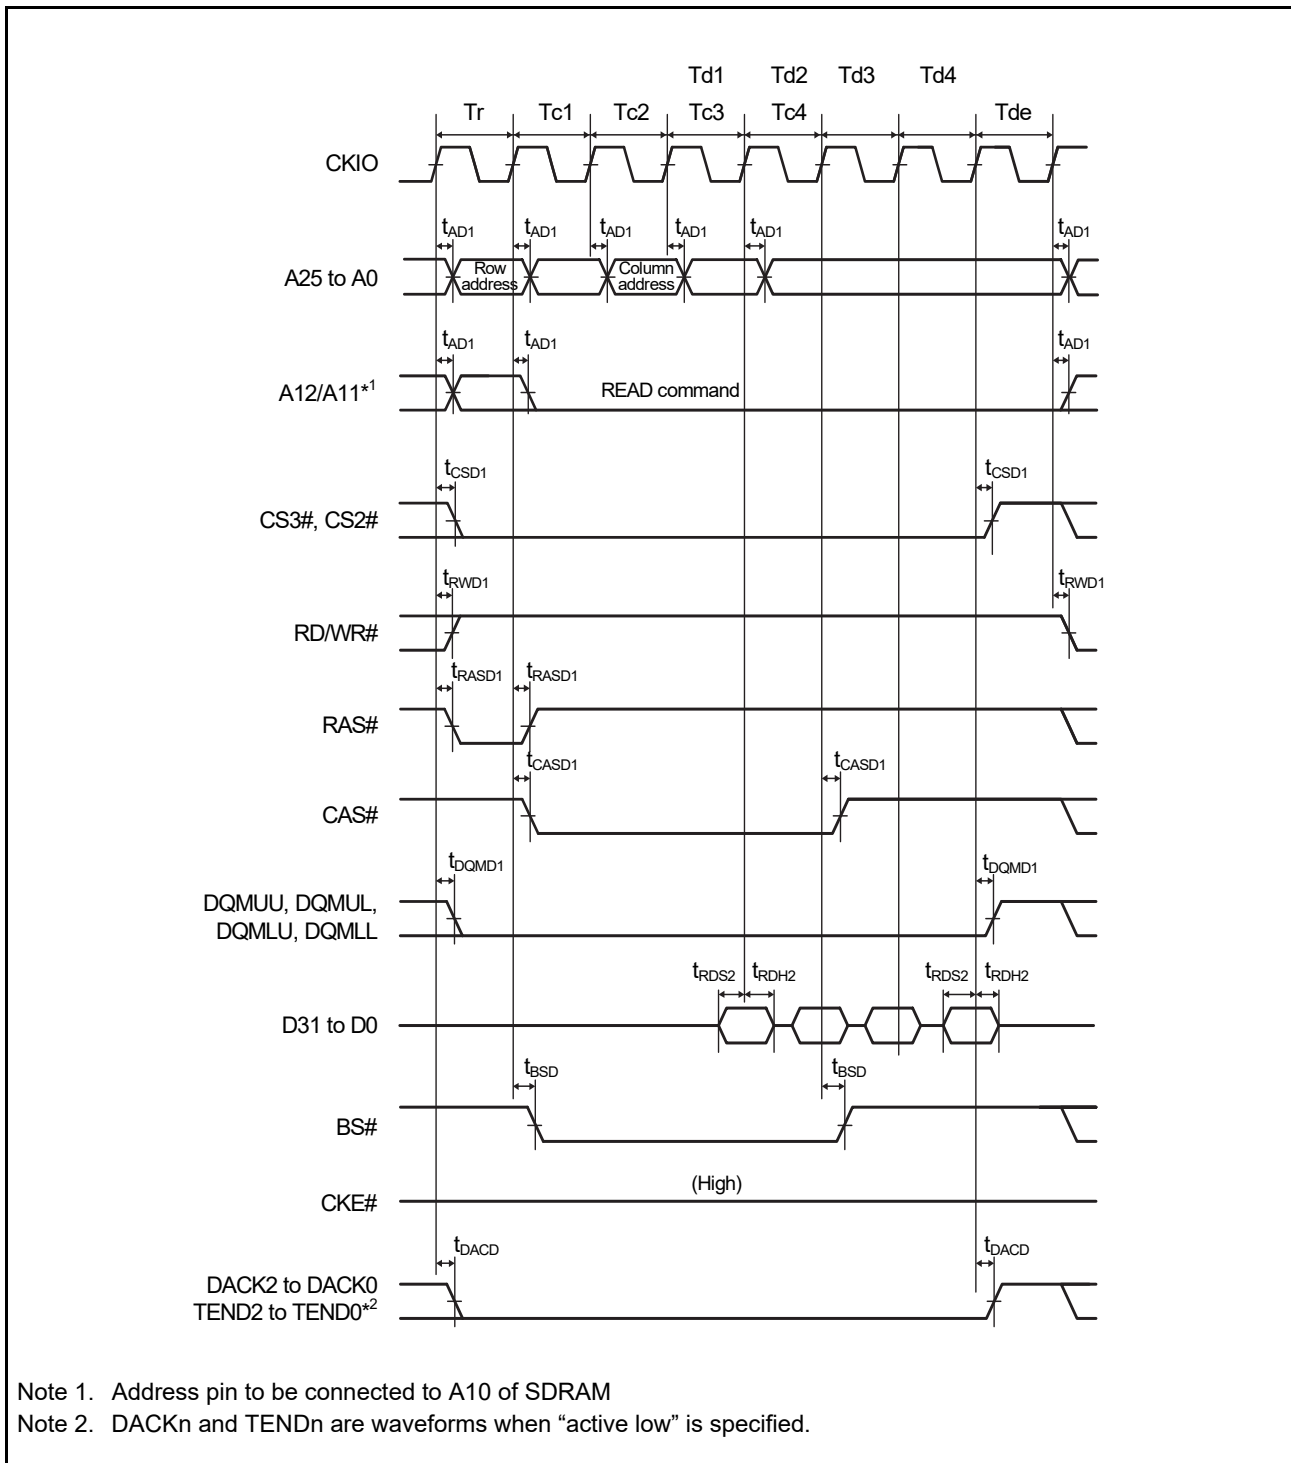 Td1 Td2 Td3 Td4
Tr Tc1 Tc2 Tc3 Tc4 Tde
CKIO
tAD1 tAD1 tAD1 tAD1 tAD1 tAD1
A25 to A0
Row address
Column address
tAD1 tAD1 tAD1
A12/A11*1
READ command
tCSD1 tCSD1
CS3#, CS2#
tRWD1 tRWD1
RD/WR#
tRASD1 tRASD1
RAS#
tCASD1 tCASD1
CAS#
tDQMD1 tDQMD1
DQMUU, DQMUL,
DQMLU, DQMLL
tRDS2 tRDH2 tRDS2 tRDH2
D31 to D0
tBSD tBSD
BS#
(High)
CKE#
tDACD tDACD
DACK2 to DACK0
TEND2 to TEND0*2
Note 1. Address pin to be connected to A10 of SDRAM
Note 2. DACKn and TENDn are waveforms when “active low” is specified.